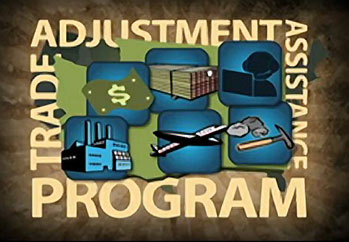 TRADE
ADJUSTMENT
ASSISTANCE
$
PROGRAM